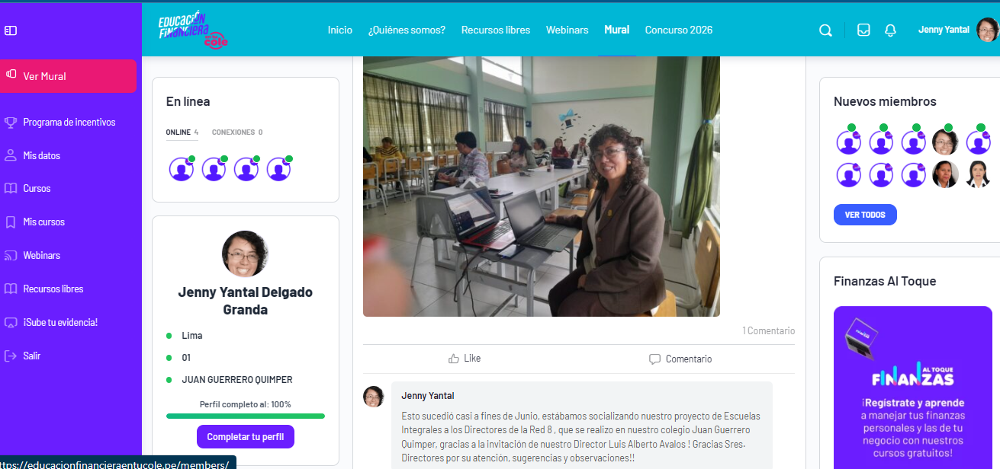 EDUCACIÓN
FINANCIERA
en tu
cole
Inicio
¿Quiénes somos?
Recursos libres
Webinars
Mural
Concurso 2026
Jenny Yantal
Ver Mural
Programa de incentivos
Mis datos
Cursos
Mis cursos
Webinars
Recursos libres
¡Sube tu evidencia!
Salir
En línea
ONLINE 4
CONEXIONES 0
Jenny Yantal Delgado
Granda
Lima
01
JUAN GUERRERO QUIMPER
Perfil completo al: 100%
Completar tu perfil
1 Comentario
Like
Comentario
Jenny Yantal
Esto sucedió casi a fines de Junio, estábamos socializando nuestro proyecto de Escuelas
Integrales a los Directores de la Red 8 , que se realizo en nuestro colegio Juan Guerrero
Quimper, gracias a la invitación de nuestro Director Luis Alberto Avalos ! Gracias Sres.
Directores por su atención, sugerencias y observaciones!!
Nuevos miembros
VER TODOS
Finanzas Al Toque
AL TOQUE
FINANZAS
¡Regístrate y aprende
a manejar tus finanzas
personales y las de tu
negocio con nuestros
cursos gratuitos!
ttps://educacionfinancieraentucole.pe/members/